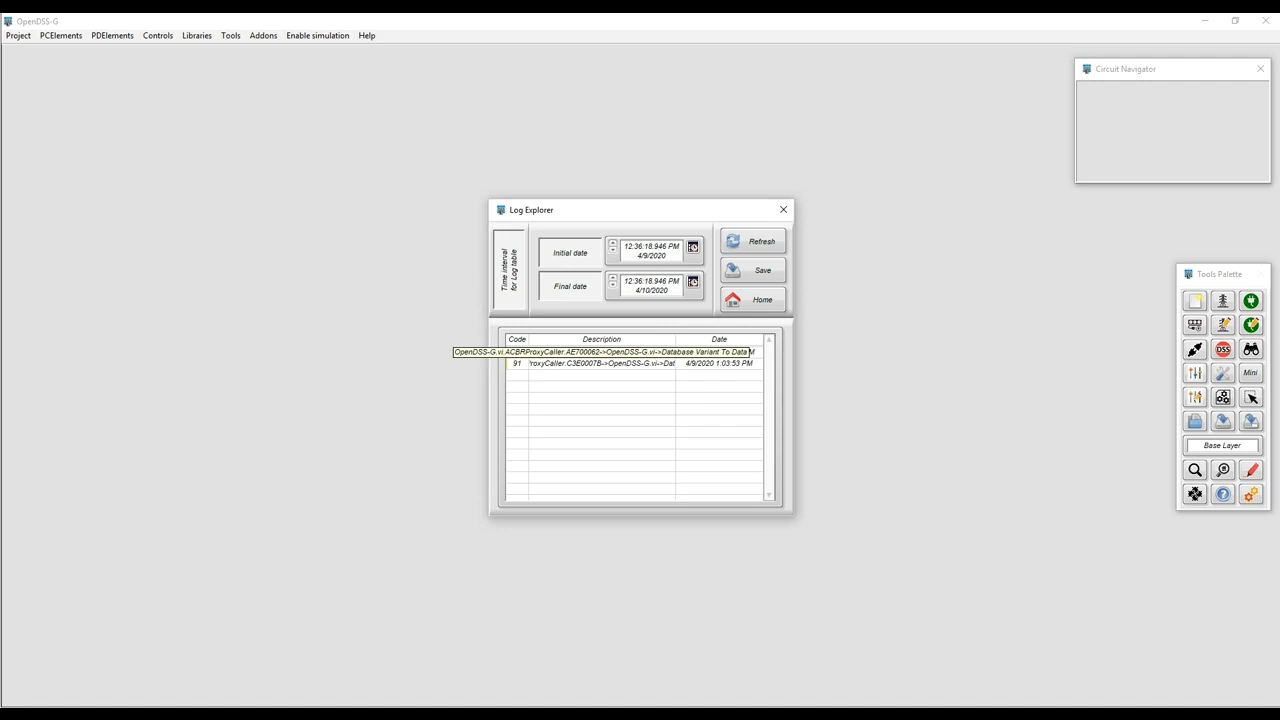 OpenDSS-G
Project PCElements PDElements Controls Libraries Tools Addons Enable simulation Help
Circuit Navigator
Log Explorer
Time interval
for Log table
Initial date
12:36:18.946 PM
4/9/2020
Final date
12:36:18.946 PM
4/10/2020
Refresh
Save
Home
Code Description Date
OpenDSS-G.vi.ACBRProxyCaller.AE700062->OpenDSS-G.vi->Database Variant To Data
91 roxyCaller.C3E0007B->OpenDSS-G.vi->Dat 4/9/2020 1:03:53 PM
Tools Palette
DSS
Mini
Base Layer